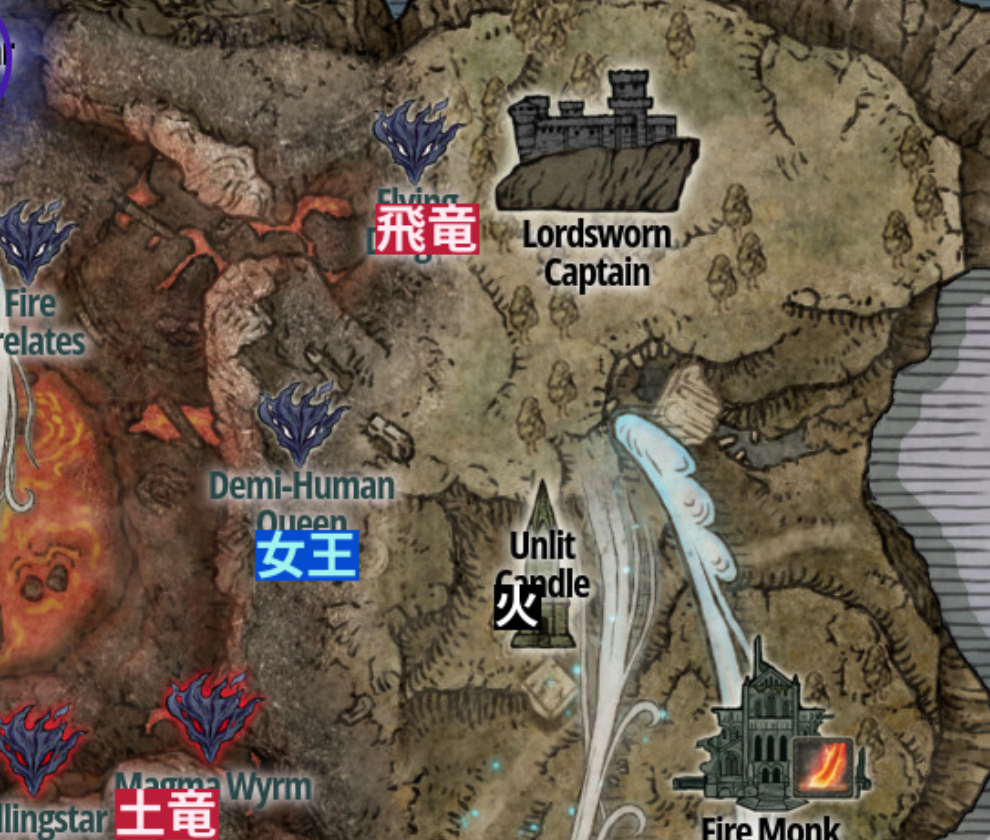 Flying
飛竜
Lordsworn
Captain
Fire
relates
Demi-Human
Queen
女王
Unlit
Candle
火
Magma Wyrm
土竜
llingstar
Fire Monk